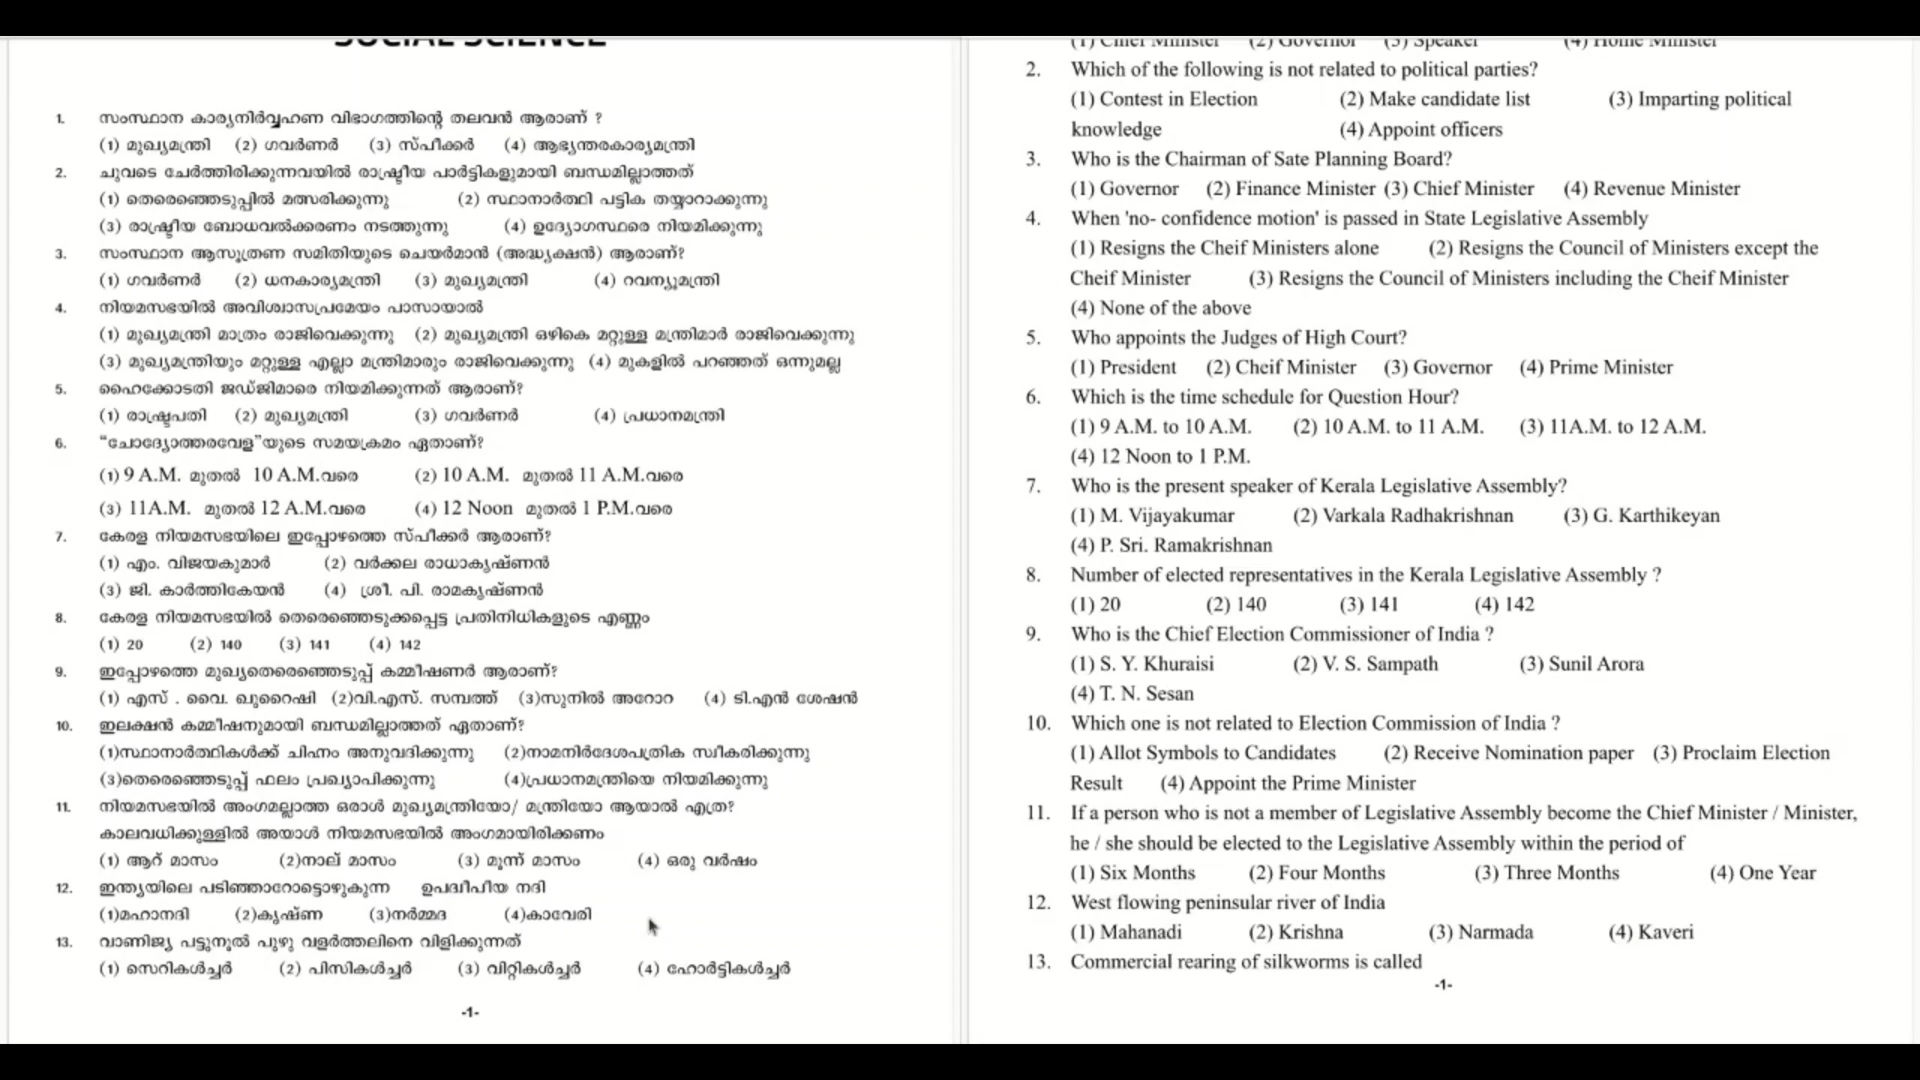 SOCIAL SCIENCE
1. സംസ്ഥാന കാര്യനിർവ്വഹണ വിഭാഗത്തിന്റെ തലവൻ ആരാണ് ?
(1) മുഖ്യമന്ത്രി (2) ഗവർണർ (3) സ്പീക്കർ (4) ആഭ്യന്തരകാര്യമന്ത്രി
2. ചുവടെ ചേർത്തിരിക്കുന്നവയിൽ രാഷ്ട്രീയ പാർട്ടികളുമായി ബന്ധമില്ലാത്തത്
(1) തെരെഞ്ഞെടുപ്പിൽ മത്സരിക്കുന്നു (2) സ്ഥാനാർത്ഥി പട്ടിക തയ്യാറാക്കുന്നു
(3) രാഷ്ട്രീയ ബോധവൽക്കരണം നടത്തുന്നു (4) ഉദ്യോഗസ്ഥരെ നിയമിക്കുന്നു
3. സംസ്ഥാന ആസൂത്രണ സമിതിയുടെ ചെയർമാൻ (അദ്ധ്യക്ഷൻ) ആരാണ്?
(1) ഗവർണർ (2) ധനകാര്യമന്ത്രി (3) മുഖ്യമന്ത്രി (4) റവന്യൂമന്ത്രി
4. നിയമസഭയിൽ അവിശ്വാസപ്രമേയം പാസായാൽ
(1) മുഖ്യമന്ത്രി മാത്രം രാജിവെക്കുന്നു (2) മുഖ്യമന്ത്രി ഒഴികെ മറ്റുള്ള മന്ത്രിമാർ രാജിവെക്കുന്നു
(3) മുഖ്യമന്ത്രിയും മറ്റുള്ള എല്ലാ മന്ത്രിമാരും രാജിവെക്കുന്നു (4) മുകളിൽ പറഞ്ഞത് ഒന്നുമല്ല
5. ഹൈക്കോടതി ജഡ്ജിമാരെ നിയമിക്കുന്നത് ആരാണ്?
(1) രാഷ്ട്രപതി (2) മുഖ്യമന്ത്രി (3) ഗവർണർ (4) പ്രധാനമന്ത്രി
6. “ചോദ്യോത്തരവേള”യുടെ സമയക്രമം ഏതാണ്?
(1) 9 A.M. മുതൽ 10 A.M.വരെ (2) 10 A.M. മുതൽ 11 A.M.വരെ
(3) 11A.M. മുതൽ 12 A.M.വരെ (4) 12 Noon മുതൽ 1 P.M.വരെ
7. കേരള നിയമസഭയിലെ ഇപ്പോഴത്തെ സ്പീക്കർ ആരാണ്?
(1) എം. വിജയകുമാർ (2) വർക്കല രാധാകൃഷ്ണൻ
(3) ജി. കാർത്തികേയൻ (4) ശ്രീ. പി. രാമകൃഷ്ണൻ
8. കേരള നിയമസഭയിൽ തെരെഞ്ഞെടുക്കപ്പെട്ട പ്രതിനിധികളുടെ എണ്ണം
(1) 20 (2) 140 (3) 141 (4) 142
9. ഇപ്പോഴത്തെ മുഖ്യതെരെഞ്ഞെടുപ്പ് കമ്മീഷണർ ആരാണ്?
(1) എസ് . വൈ. ഖുറൈഷി (2)വി.എസ്. സമ്പത്ത് (3)സുനിൽ അറോറ (4) ടി.എൻ ശേഷൻ
10. ഇലക്ഷൻ കമ്മീഷനുമായി ബന്ധമില്ലാത്തത് ഏതാണ്?
(1)സ്ഥാനാർത്ഥികൾക്ക് ചിഹ്നം അനുവദിക്കുന്നു (2)നാമനിർദേശപത്രിക സ്വീകരിക്കുന്നു
(3)തെരെഞ്ഞെടുപ്പ് ഫലം പ്രഖ്യാപിക്കുന്നു (4)പ്രധാനമന്ത്രിയെ നിയമിക്കുന്നു
11. നിയമസഭയിൽ അംഗമല്ലാത്ത ഒരാൾ മുഖ്യമന്ത്രിയോ/ മന്ത്രിയോ ആയാൽ എത്ര?
കാലവധിക്കുള്ളിൽ അയാൾ നിയമസഭയിൽ അംഗമായിരിക്കണം
(1) ആറ് മാസം (2)നാല് മാസം (3) മൂന്ന് മാസം (4) ഒരു വർഷം
12. ഇന്ത്യയിലെ പടിഞ്ഞാറോട്ടൊഴുകുന്ന ഉപദ്വീപീയ നദി
(1)മഹാനദി (2)കൃഷ്ണ (3)നർമ്മദ (4)കാവേരി
13. വാണിജ്യ പട്ടുനൂൽ പുഴു വളർത്തലിനെ വിളിക്കുന്നത്
(1) സെറികൾച്ചർ (2) പിസികൾച്ചർ (3) വിറ്റികൾച്ചർ (4) ഹോർട്ടികൾച്ചർ
-1-
(1) Chief Minister (2) Governor (3) Speaker (4) Home Minister
2. Which of the following is not related to political parties?
(1) Contest in Election (2) Make candidate list (3) Imparting political
knowledge (4) Appoint officers
3. Who is the Chairman of Sate Planning Board?
(1) Governor (2) Finance Minister (3) Chief Minister (4) Revenue Minister
4. When 'no- confidence motion' is passed in State Legislative Assembly
(1) Resigns the Cheif Ministers alone (2) Resigns the Council of Ministers except the
Cheif Minister (3) Resigns the Council of Ministers including the Cheif Minister
(4) None of the above
5. Who appoints the Judges of High Court?
(1) President (2) Cheif Minister (3) Governor (4) Prime Minister
6. Which is the time schedule for Question Hour?
(1) 9 A.M. to 10 A.M. (2) 10 A.M. to 11 A.M. (3) 11A.M. to 12 A.M.
(4) 12 Noon to 1 P.M.
7. Who is the present speaker of Kerala Legislative Assembly?
(1) M. Vijayakumar (2) Varkala Radhakrishnan (3) G. Karthikeyan
(4) P. Sri. Ramakrishnan
8. Number of elected representatives in the Kerala Legislative Assembly ?
(1) 20 (2) 140 (3) 141 (4) 142
9. Who is the Chief Election Commissioner of India ?
(1) S. Y. Khuraisi (2) V. S. Sampath (3) Sunil Arora
(4) T. N. Sesan
10. Which one is not related to Election Commission of India ?
(1) Allot Symbols to Candidates (2) Receive Nomination paper (3) Proclaim Election
Result (4) Appoint the Prime Minister
11. If a person who is not a member of Legislative Assembly become the Chief Minister / Minister,
he / she should be elected to the Legislative Assembly within the period of
(1) Six Months (2) Four Months (3) Three Months (4) One Year
12. West flowing peninsular river of India
(1) Mahanadi (2) Krishna (3) Narmada (4) Kaveri
13. Commercial rearing of silkworms is called
-1-